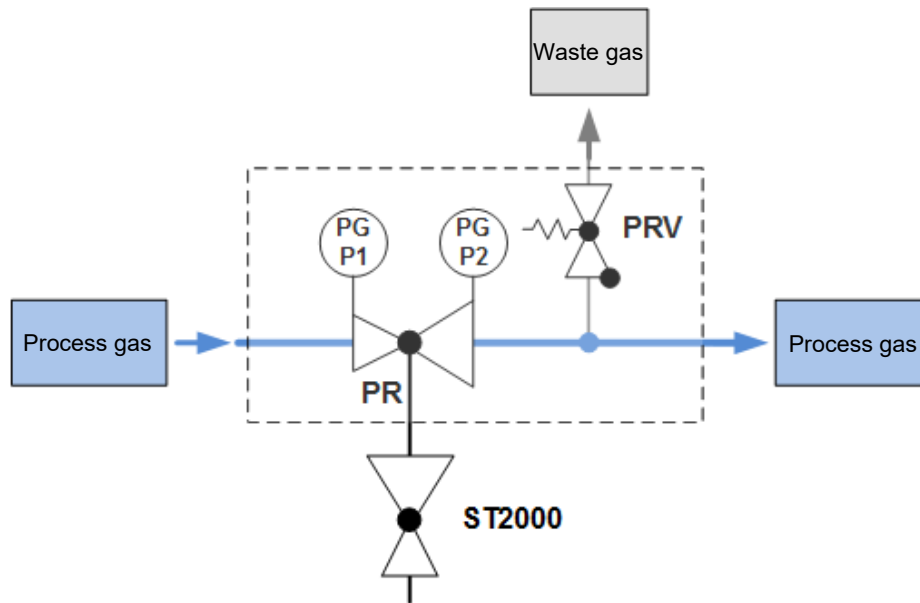 Waste gas
PG
P1
PG
P2
PRV
Process gas
Process gas
PR
ST2000